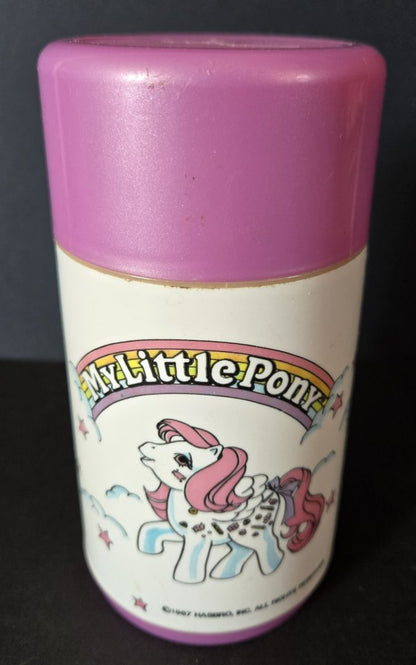 My Little Pony
©1987 HASBRO, INC. ALL RIGHTS RESERVED